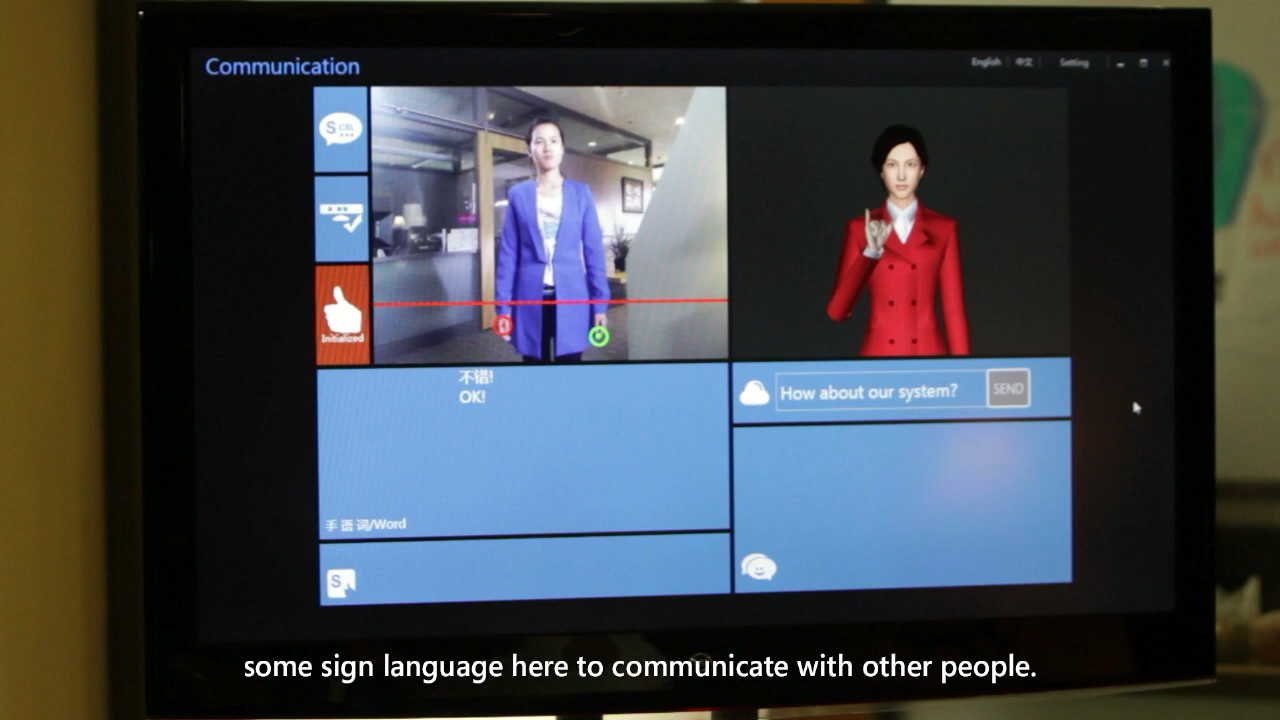 Communication
English 中文 Setting
S CSL
Initialized
不错!
OK!
How about our system? SEND
手语词/Word
S
some sign language here to communicate with other people.